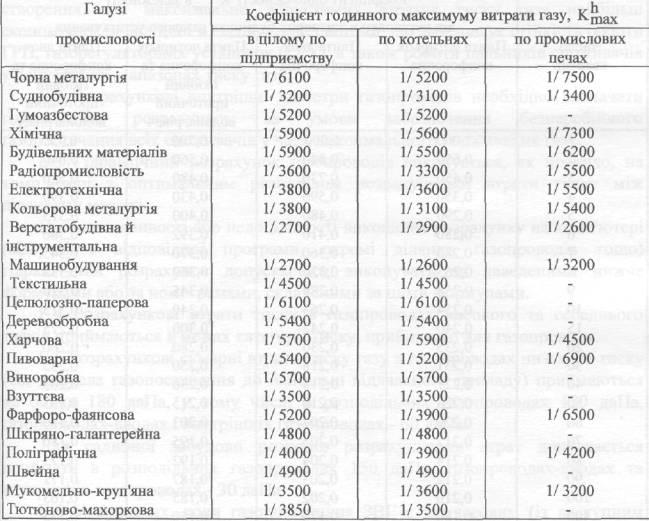 Галузі промисловості Коефіцієнт годинного максимуму витрати газу, K h max
в цілому підприємству по котельнях по промислових печах
Чорна металургія 1/ 6100 1/ 5200 1/ 7500
Суднобудівна 1/ 3200 1/ 3100 1/ 3400
Гумоазбестова 1/ 5200 1/ 5200 -
Хімічна 1/ 5900 1/ 5600 1/ 7300
Будівельних матеріалів 1/ 5900 1/ 5500 1/ 6200
Радіопромисловість 1/ 3600 1/ 3300 1/ 5500
Електротехнічна 1/ 3800 1/ 3600 1/ 5500
Кольорова металургія 1/ 3800 1/ 3100 1/ 5400
Верстатобудівна й інструментальна 1/ 2700 1/ 2900 1/ 2600
Машинобудування 1/ 2700 1/ 2600 1/ 3200
Текстильна 1/ 4500 1/ 4500 -
Целюлозно-паперова 1/ 6100 1/ 6100 -
Деревообробна 1/ 5400 1/ 5400 -
Харчова 1/ 5700 1/ 5900 1/ 4500
Пивоварна 1/ 5400 1/ 5200 1/ 6900
Виноробна 1/ 5700 1/ 5700 -
Взуттєва 1/ 3500 1/ 3500 -
Фарфоро-фаянсова 1/ 5200 1/ 3900 1/ 6500
Шкіряно-галантерейна 1/ 4800 1/ 4800 -
Поліграфічна 1/ 4000 1/ 3900 1/ 4200
Швейна 1/ 4900 1/ 4900 -
Мукомельно-круп'яна 1/ 3500 1/ 3600 1/ 3200
Тютюново-махоркова 1/ 3850 1/ 3500